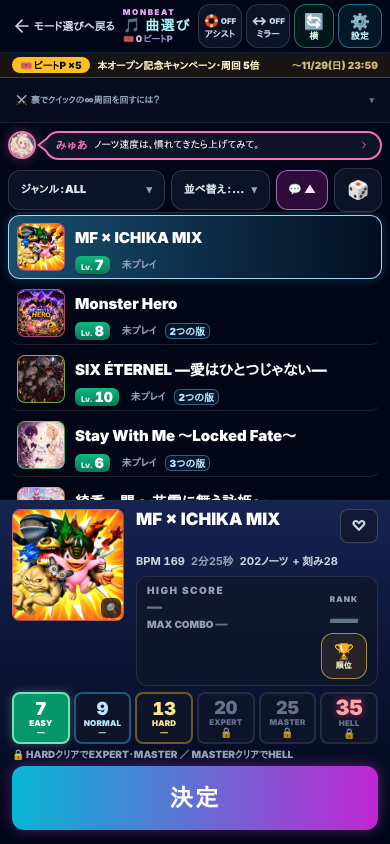 ← モード選びへ戻る
MONBEAT
🎵 曲選び
🎟 0 ビートP
🛟 OFF
アシスト
↔ OFF
ミラー
🔄
横
⚙️
設定
🎟 ビートP ×5 本オープン記念キャンペーン・周回 5倍 〜11/29(日) 23:59
⚔️ 裏でクイックの∞周回を回すには? ▼
みゅあ ノーツ速度は、慣れてきたら上げてみて。 〉
ジャンル:ALL ▼
並べ替え:... ▼
💬 ▲
🎲
MF × ICHIKA MIX
Lv. 7 未プレイ
Monster Hero
Lv. 8 未プレイ 2つの版
SIX ÉTERNEL —愛はひとつじゃない—
Lv. 10 未プレイ 2つの版
Stay With Me 〜Locked Fate〜
Lv. 6 未プレイ 3つの版
MF × ICHIKA MIX
♡
BPM 169 2分25秒 202ノーツ + 刻み28
HIGH SCORE
—
MAX COMBO —
RANK
—
🏆
順位
7
EASY
—
9
NORMAL
—
13
HARD
—
20
EXPERT
🔒
25
MASTER
🔒
35
HELL
🔒
🔒 HARDクリアでEXPERT・MASTER ／ MASTERクリアでHELL
決定